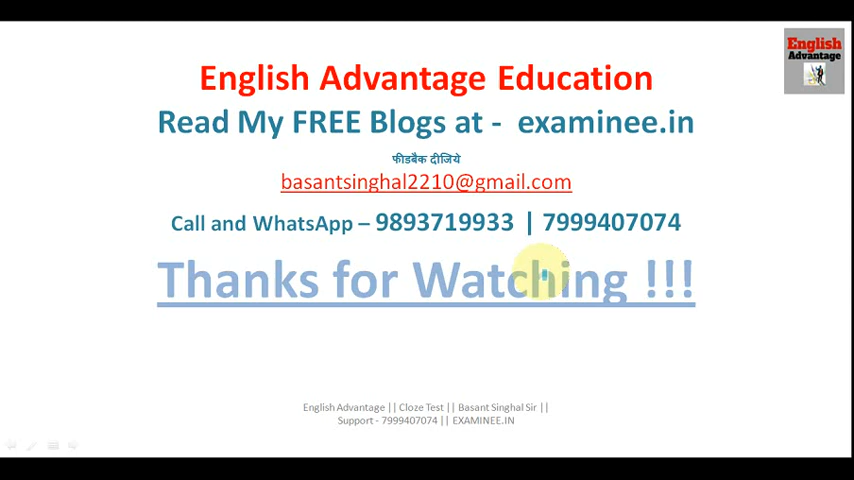 English
Advantage
English Advantage Education
Read My FREE Blogs at - examinee.in
फीडबैक दीजिये
basantsinghal2210@gmail.com
Call and WhatsApp – 9893719933 | 7999407074
Thanks for Watching !!!
English Advantage || Cloze Test || Basant Singhal Sir ||
Support - 7999407074 || EXAMINEE.IN